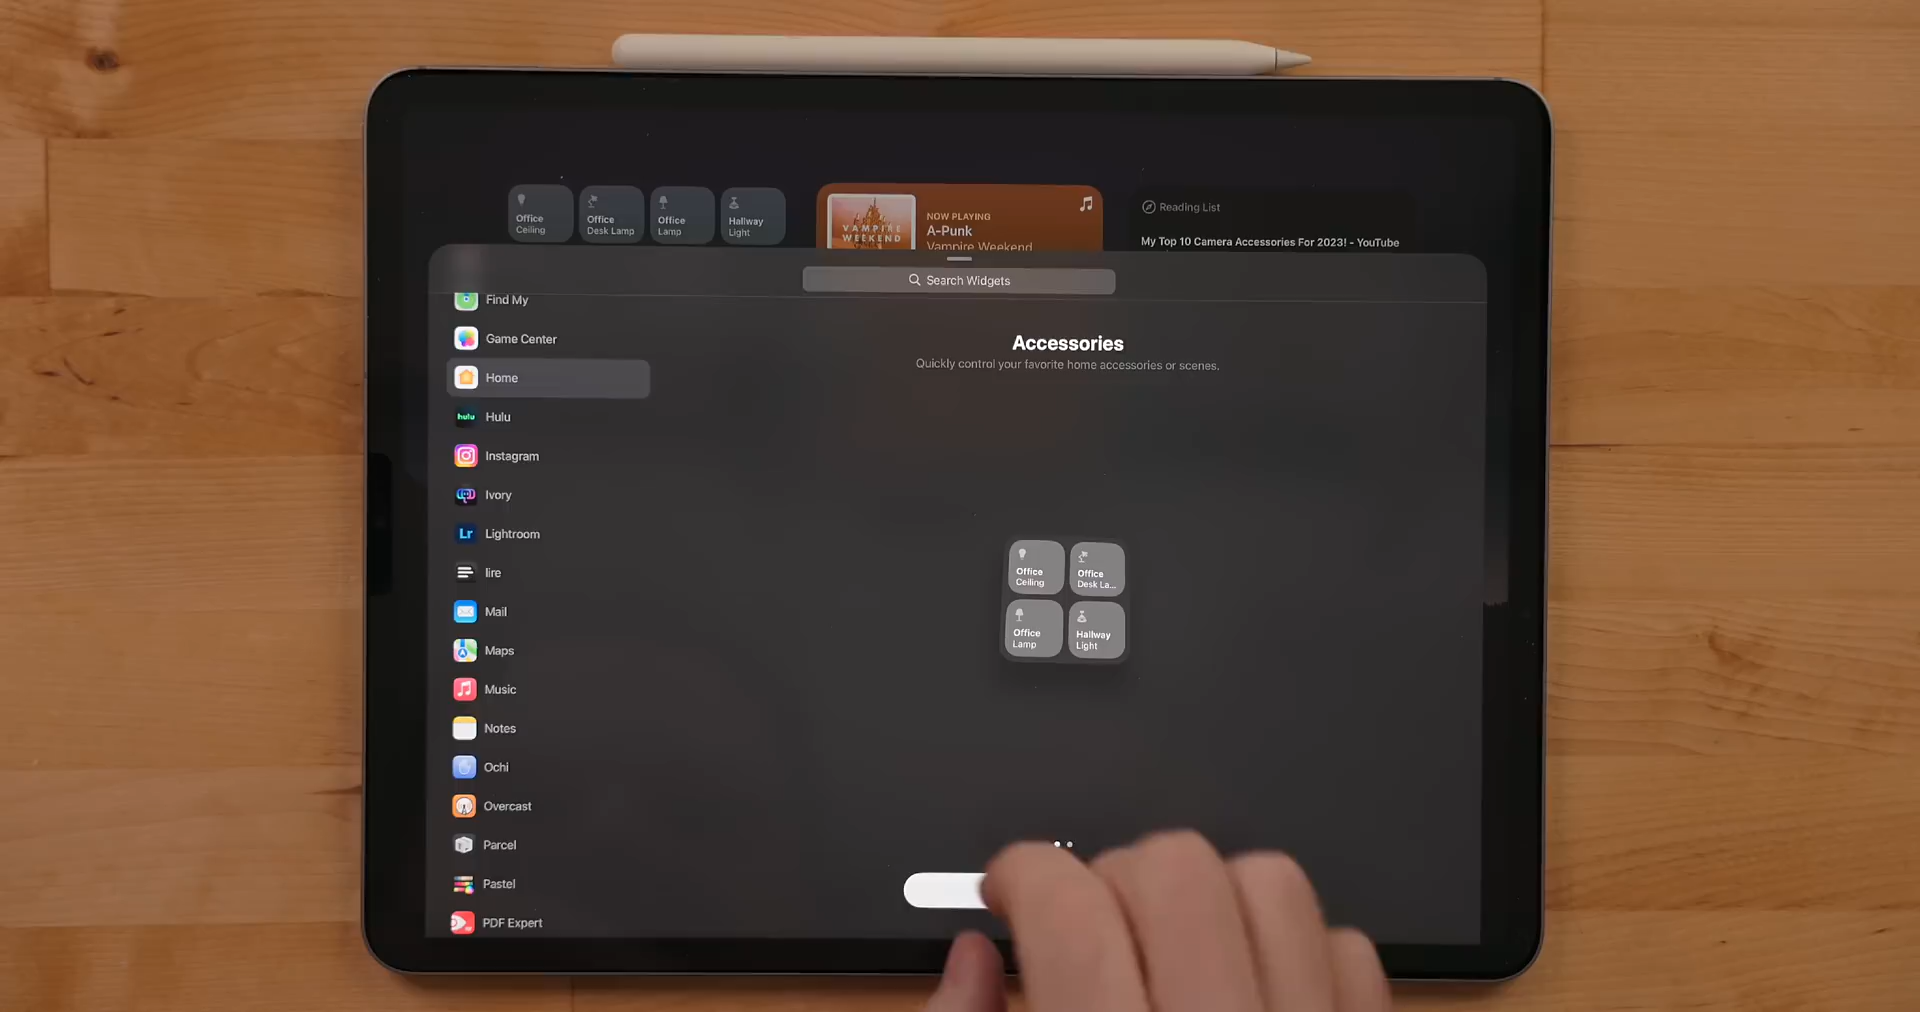 Office
Ceiling
Office
Desk Lamp
Office
Lamp
Hallway
Light
VAMPIRE
WEEKEND
NOW PLAYING
A-Punk
Vampire Weekend
Reading List
My Top 10 Camera Accessories For 2023! - YouTube
Search Widgets
Find My
Game Center
Home
hulu
Hulu
Instagram
Ivory
Lr
Lightroom
lire
Mail
Maps
Music
Notes
Ochi
Overcast
Parcel
Pastel
PDF Expert
Accessories
Quickly control your favorite home accessories or scenes.
Office
Ceiling
Office
Desk La...
Office
Lamp
Hallway
Light